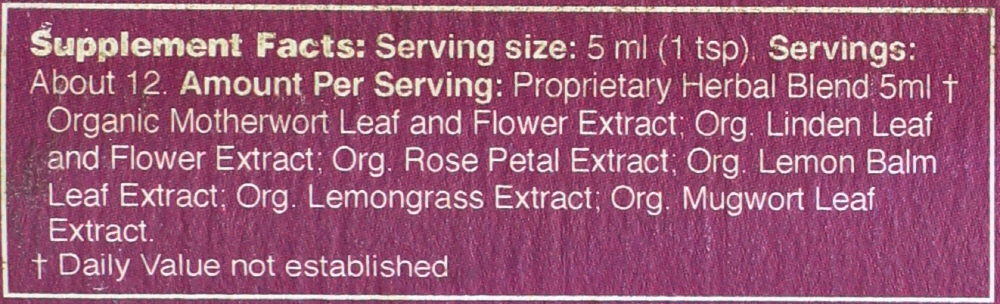 Supplement Facts: Serving size: 5 ml (1 tsp). Servings:
About 12. Amount Per Serving: Proprietary Herbal Blend 5ml †
Organic Motherwort Leaf and Flower Extract; Org. Linden Leaf
and Flower Extract; Org. Rose Petal Extract; Org. Lemon Balm
Leaf Extract; Org. Lemongrass Extract; Org. Mugwort Leaf
Extract.
† Daily Value not established